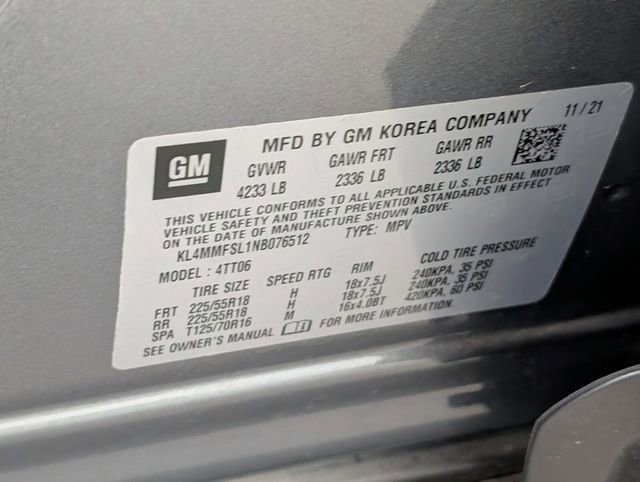 GM
MFD BY GM KOREA COMPANY 11/21
GVWR GAWR FRT GAWR RR
4233 LB 2336 LB 2336 LB
THIS VEHICLE CONFORMS TO ALL APPLICABLE U.S. FEDERAL MOTOR
VEHICLE SAFETY AND THEFT PREVENTION STANDARDS IN EFFECT
ON THE DATE OF MANUFACTURE SHOWN ABOVE.
KL4MMFSL1NB076512 TYPE: MPV
MODEL : 4TT06
TIRE SIZE SPEED RTG RIM COLD TIRE PRESSURE
FRT 225/55R18 H 18x7.5J 240KPA, 35 PSI
RR 225/55R18 H 18x7.5J 240KPA, 35 PSI
SPA T125/70R16 M 16x4.0BT 420KPA, 60 PSI
SEE OWNER'S MANUAL FOR MORE INFORMATION.